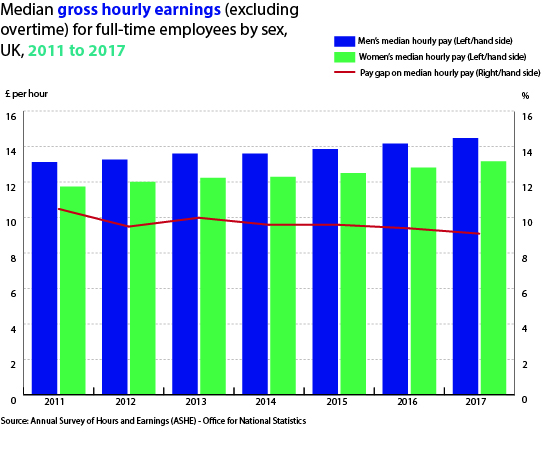 Median gross hourly earnings (excluding
overtime) for full-time employees by sex,
UK, 2011 to 2017
Men's median hourly pay (Left/hand side)
Women's median hourly pay (Left/hand side)
Pay gap on median hourly pay (Right/hand side)
£ per hour %
16 16
14 14
12 12
10 10
8 8
6 6
4 4
2 2
0 0
2011 2012 2013 2014 2015 2016 2017
Source: Annual Survey of Hours and Earnings (ASHE) - Office for National Statistics